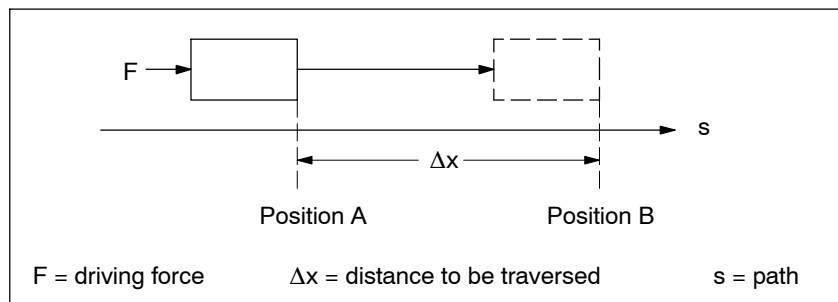 F
s
Δx
Position A Position B
F = driving force Δx = distance to be traversed s = path